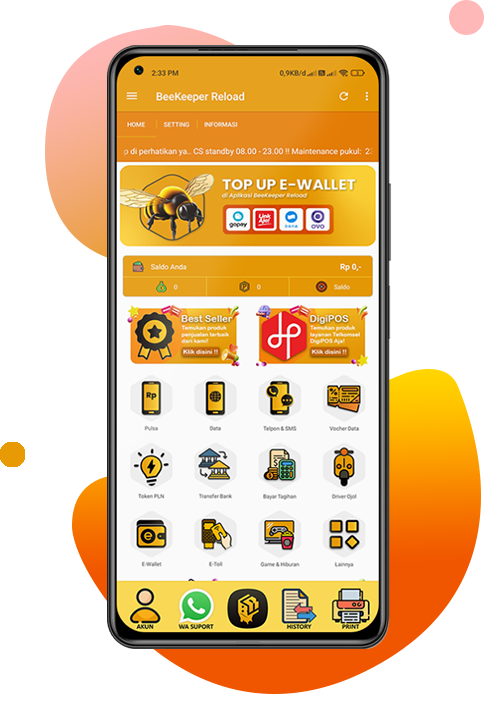 2:33 PM 0,9KB/d
BeeKeeper Reload
HOME SETTING INFORMASI
p di perhatikan ya.. CS standby 08.00 - 23.00 !! Maintenance pukul: 2
TOP UP E-WALLET
di Aplikasi BeeKeeper Reload
gopay Link Aja! DANA OVO
Saldo Anda Rp 0,-
0 0 Saldo
Best Seller
Temukan produk
penjualan terbaik
dari kami!
Klik disini !!
DigiPOS
Temukan produk
layanan Telkomsel
DigiPOS Aja!
Klik disini !!
Rp
Pulsa Data Telpon & SMS Vocher Data
Token PLN Transfer Bank Bayar Tagihan Driver Ojol
E-Wallet E-Toll Game & Hiburan Lainnya
AKUN WA SUPORT HISTORY PRINT